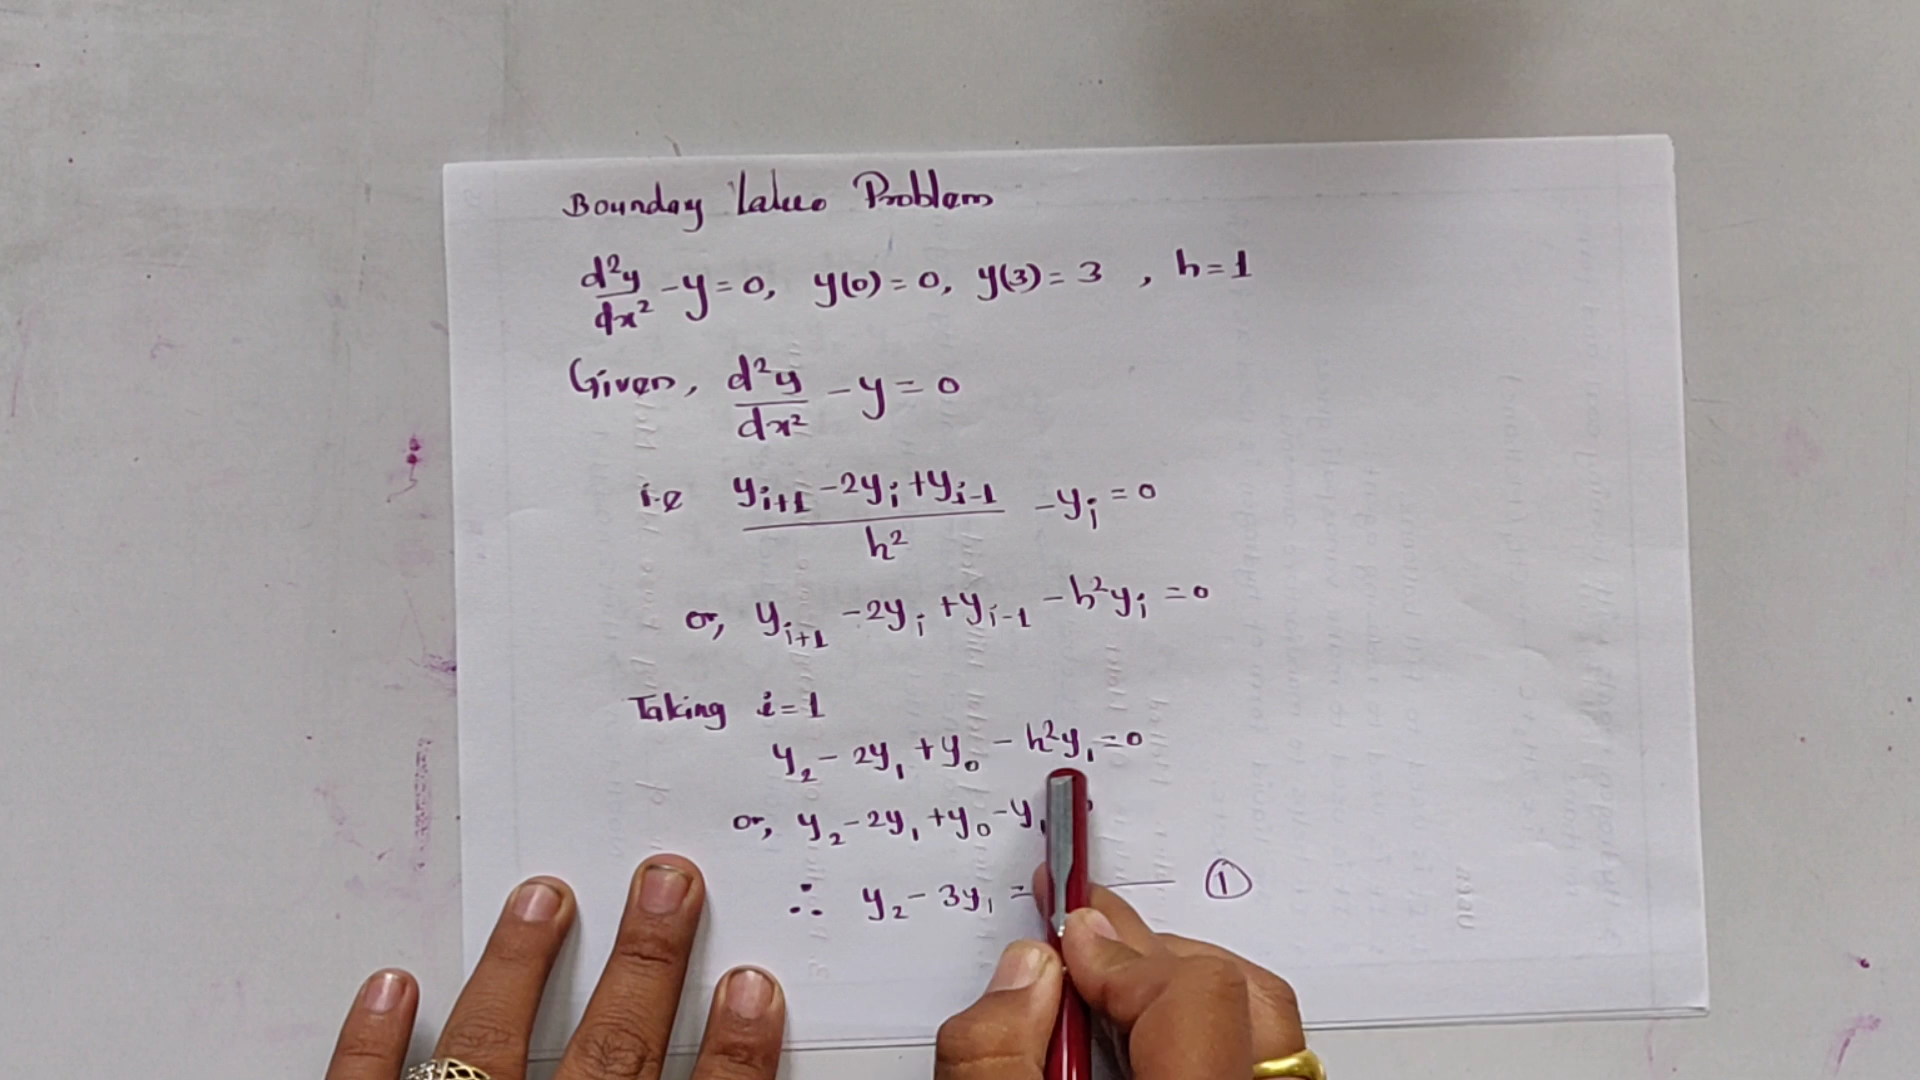 Bounday Value Problem
d²y/dx² - y = 0, y(0) = 0, y(3) = 3 , h = 1
Given, d²y/dx² - y = 0
i.e (y_{i+1} - 2y_i + y_{i-1})/h² - y_i = 0
or, y_{i+1} - 2y_i + y_{i-1} - h²y_i = 0
Taking i = 1
y₂ - 2y₁ + y₀ - h²y₁ = 0
or, y₂ - 2y₁ + y₀ - y₁
∴ y₂ - 3y₁ = ①